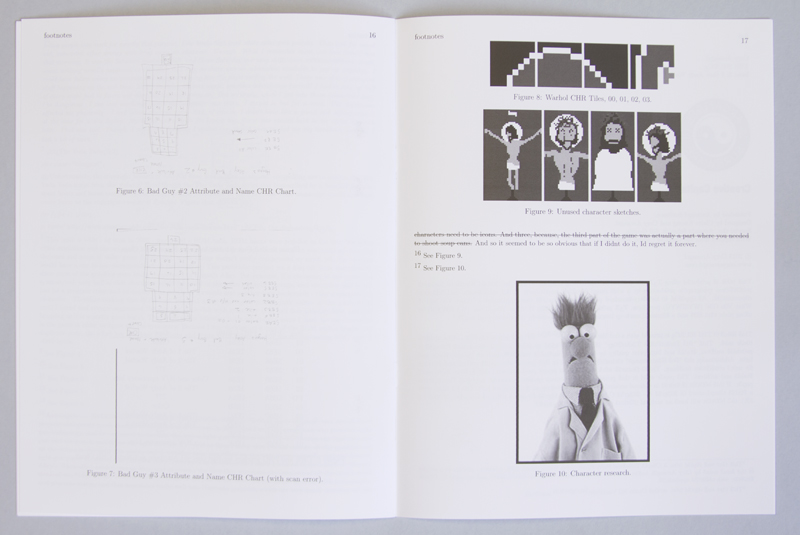 footnotes 16
Figure 6: Bad Guy #2 Attribute and Name CHR Chart.
Figure 7: Bad Guy #3 Attribute and Name CHR Chart (with scan error).
footnotes 17
Figure 8: Warhol CHR Tiles, 00, 01, 02, 03.
Figure 9: Unused character sketches.
characters need to be icons. And three, because, the third part of the game was actually a part where you needed
to shoot soup cans. And so it seemed to be so obvious that if I didnt do it, Id regret it forever.
16 See Figure 9.
17 See Figure 10.
Figure 10: Character research.